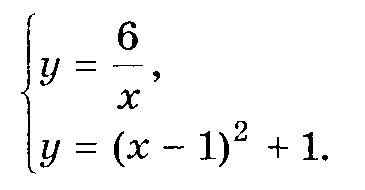 y = 6/x,
y = (x − 1)² + 1.